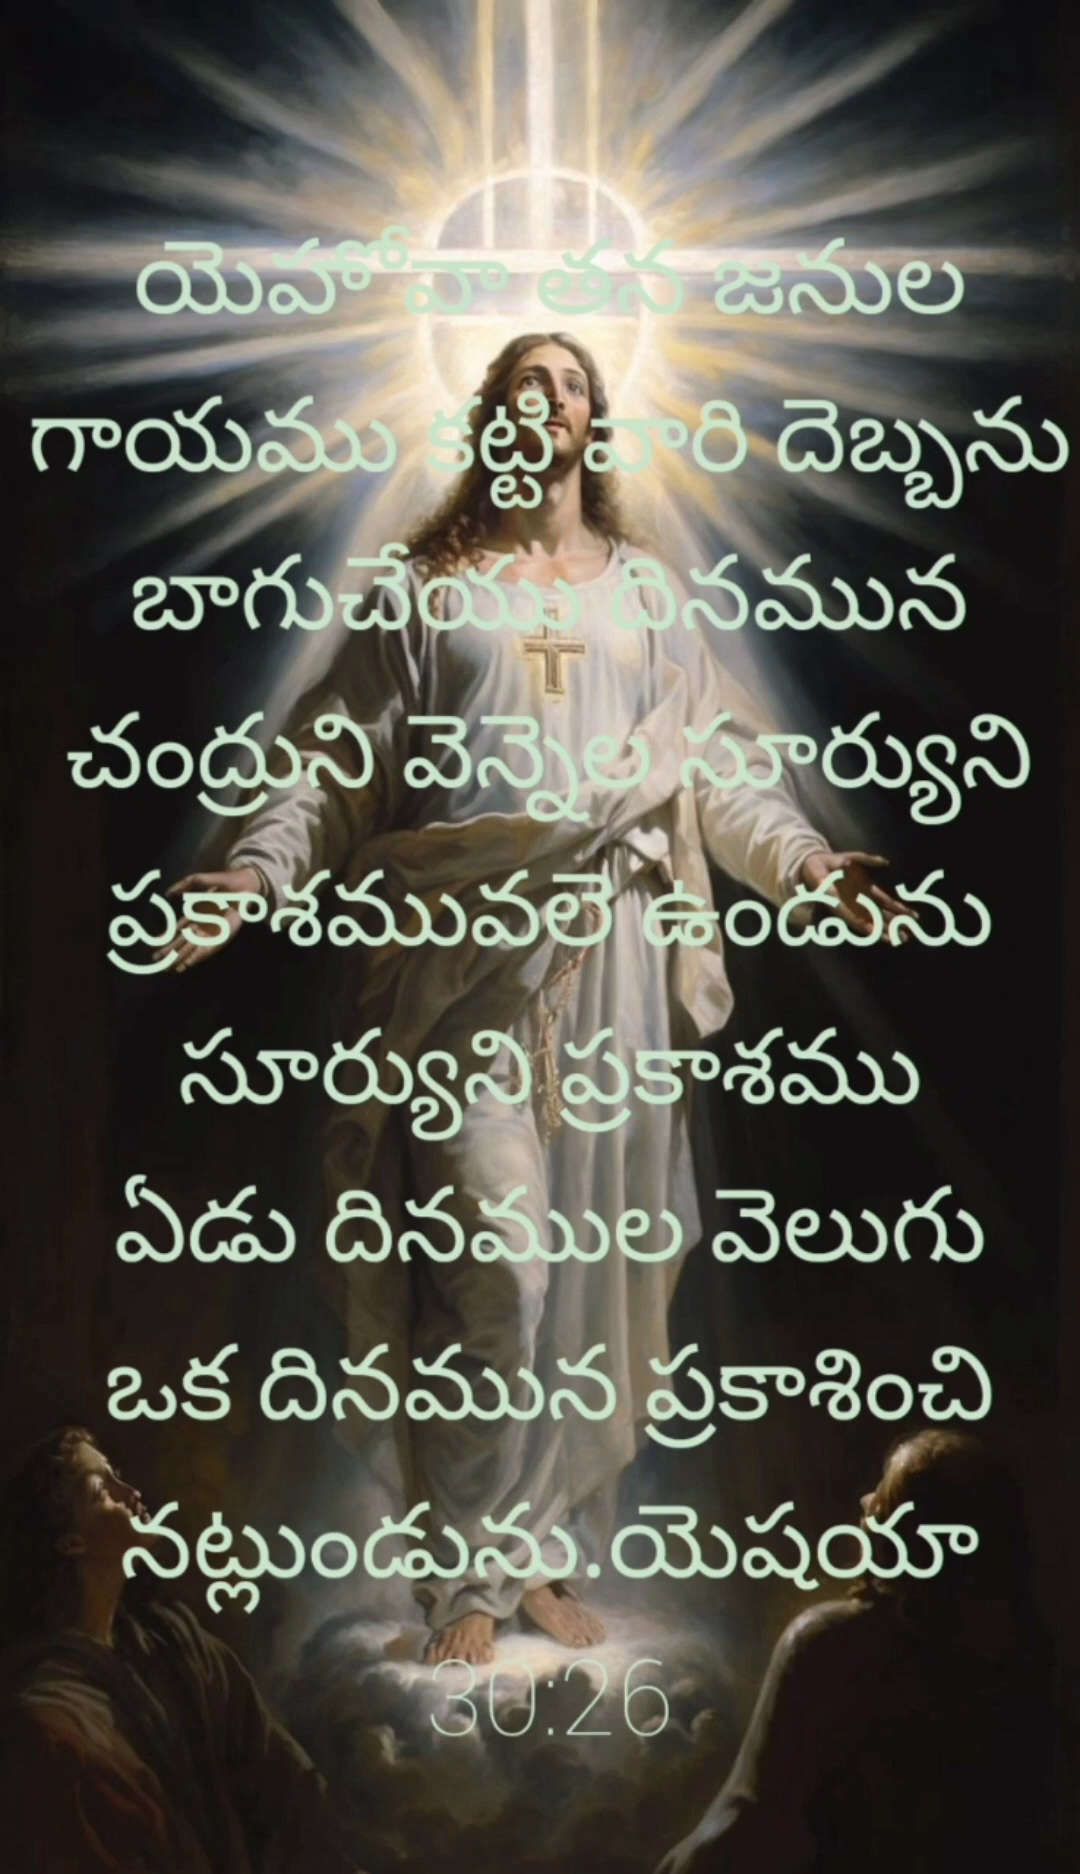 యెహోవా తన జనుల
గాయము కట్టి వారి దెబ్బను
బాగుచేయు దినమున
చంద్రుని వెన్నెల సూర్యుని
ప్రకాశమువలె ఉండును
సూర్యుని ప్రకాశము
ఏడు దినముల వెలుగు
ఒక దినమున ప్రకాశించి
నట్లుండును.యెషయా
30:26